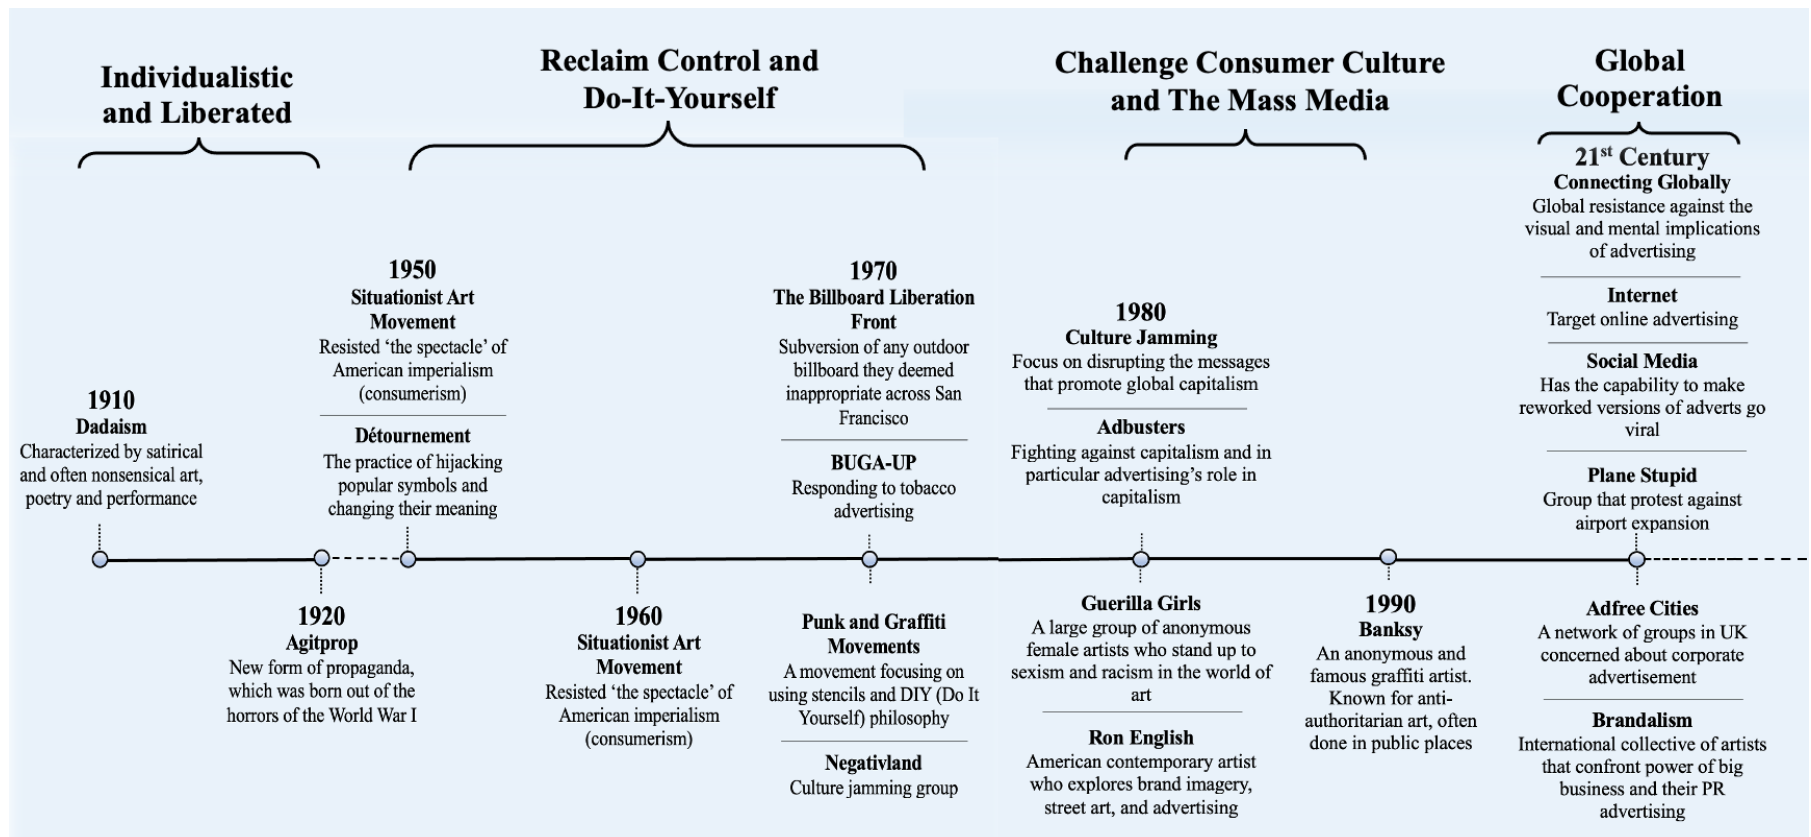 Individualistic
and Liberated
Reclaim Control and
Do-It-Yourself
Challenge Consumer Culture
and The Mass Media
Global
Cooperation
1910
Dadaism
Characterized by satirical
and often nonsensical art,
poetry and performance
1920
Agitprop
New form of propaganda,
which was born out of the
horrors of the World War I
1950
Situationist Art
Movement
Resisted ‘the spectacle’ of
American imperialism
(consumerism)
Détournement
The practice of hijacking
popular symbols and
changing their meaning
1960
Situationist Art
Movement
Resisted ‘the spectacle’ of
American imperialism
(consumerism)
1970
The Billboard Liberation
Front
Subversion of any outdoor
billboard they deemed
inappropriate across San
Francisco
BUGA-UP
Responding to tobacco
advertising
Punk and Graffiti
Movements
A movement focusing on
using stencils and DIY (Do It
Yourself) philosophy
Negativland
Culture jamming group
1980
Culture Jamming
Focus on disrupting the messages
that promote global capitalism
Adbusters
Fighting against capitalism and in
particular advertising’s role in
capitalism
Guerilla Girls
A large group of anonymous
female artists who stand up to
sexism and racism in the world of
art
Ron English
American contemporary artist
who explores brand imagery,
street art, and advertising
1990
Banksy
An anonymous and
famous graffiti artist.
Known for anti-
authoritarian art, often
done in public places
21st Century
Connecting Globally
Global resistance against the
visual and mental implications
of advertising
Internet
Target online advertising
Social Media
Has the capability to make
reworked versions of adverts go
viral
Plane Stupid
Group that protest against
airport expansion
Adfree Cities
A network of groups in UK
concerned about corporate
advertisement
Brandalism
International collective of artists
that confront power of big
business and their PR
advertising